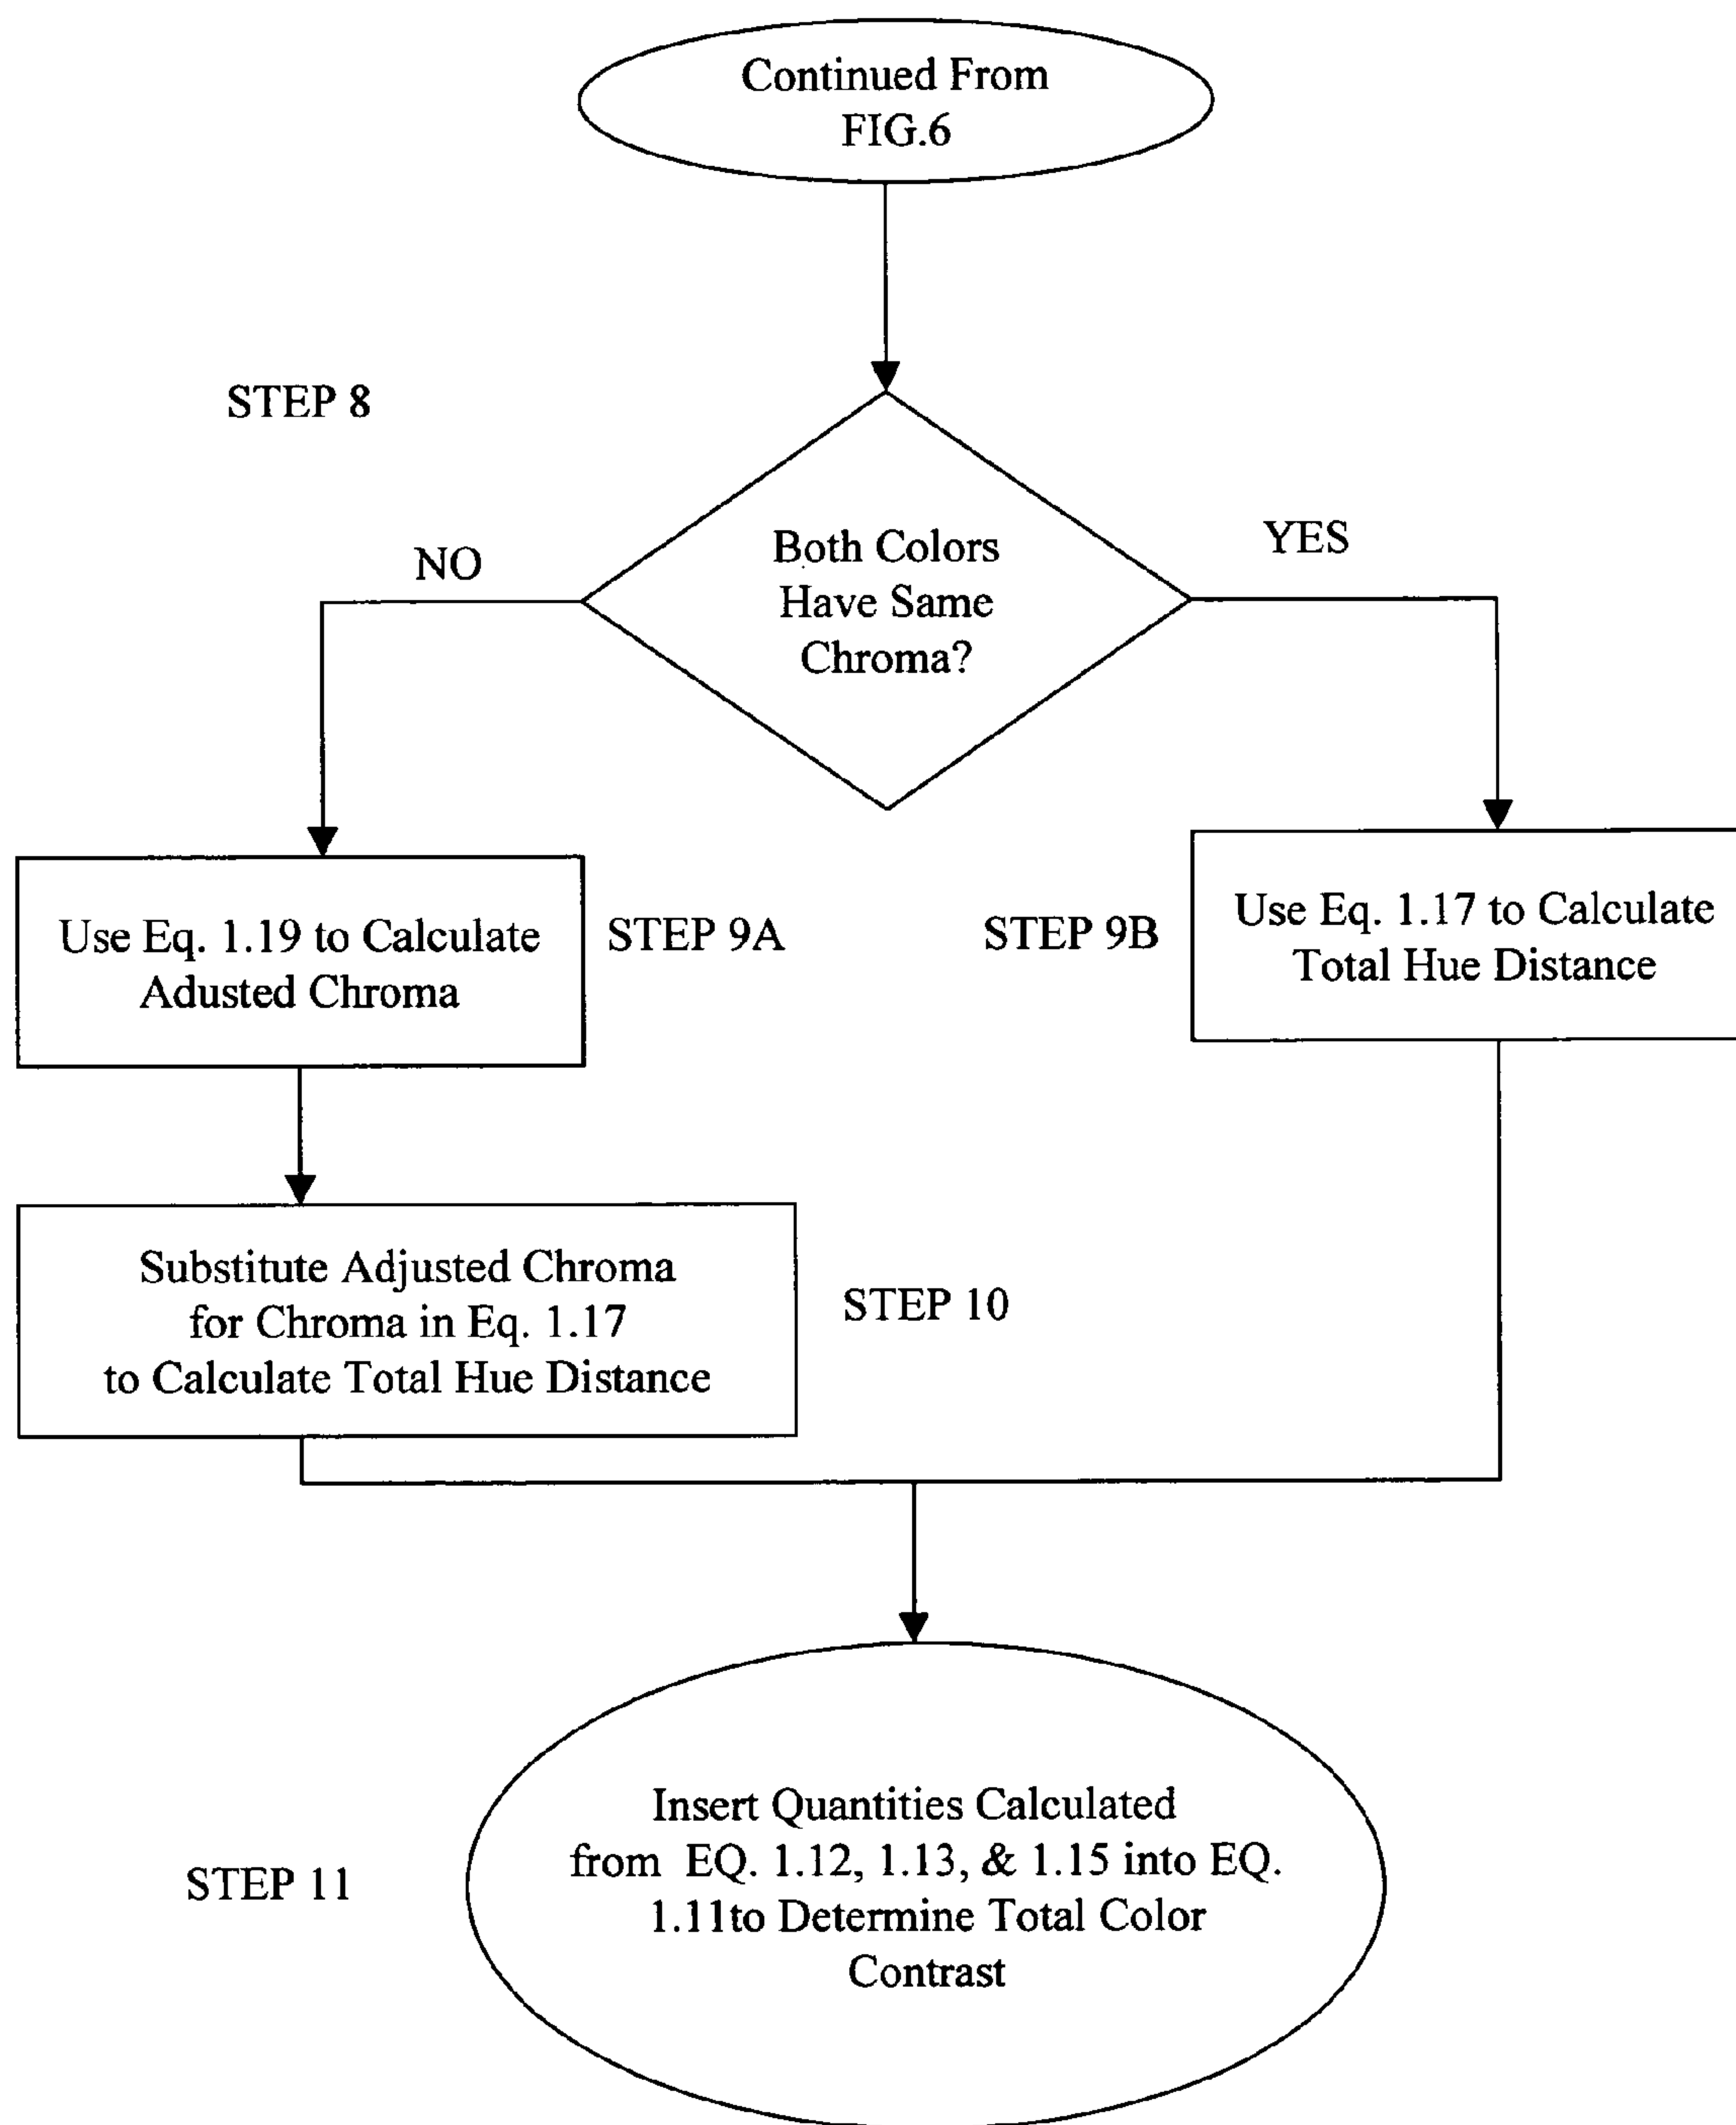 Continued From
FIG.6
STEP 8
NO
Both Colors
Have Same
Chroma?
YES
Use Eq. 1.19 to Calculate
Adusted Chroma
STEP 9A
STEP 9B
Use Eq. 1.17 to Calculate
Total Hue Distance
Substitute Adjusted Chroma
for Chroma in Eq. 1.17
to Calculate Total Hue Distance
STEP 10
STEP 11
Insert Quantities Calculated
from EQ. 1.12, 1.13, & 1.15 into EQ.
1.11to Determine Total Color
Contrast